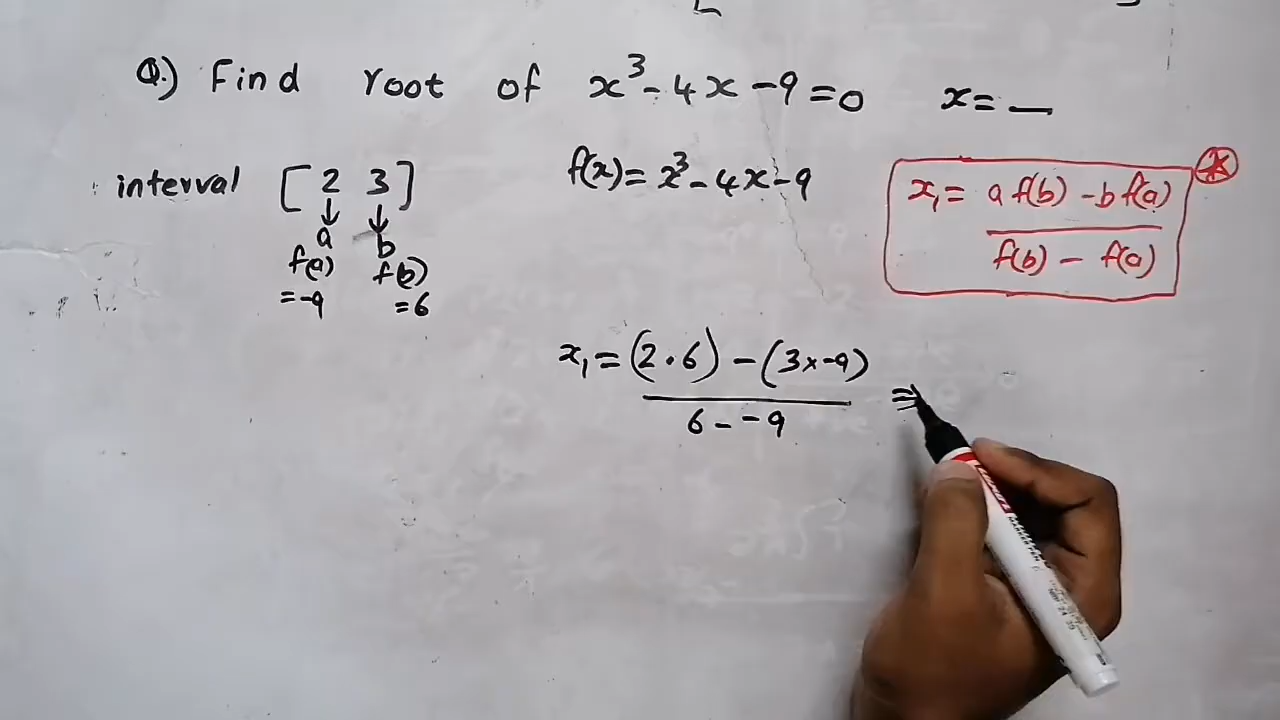 Q.) Find root of x³ - 4x - 9 = 0 x = __
interval [ 2 3 ] f(x) = x³ - 4x - 9
↓ ↓
a b
f(a) f(b)
= -9 = 6
x₁ = a f(b) - b f(a)
f(b) - f(a)
x₁ = (2 . 6) - (3 x -9) ⇒
6 - -9